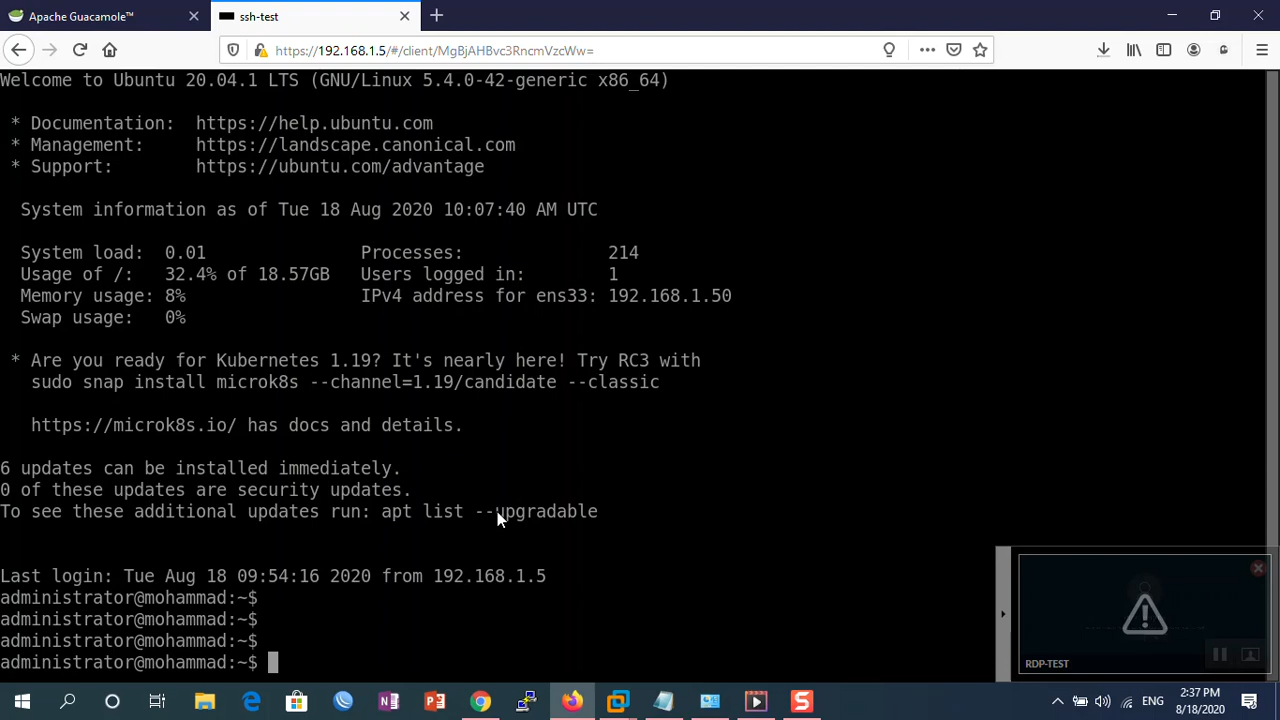 Apache Guacamole™
ssh-test
https://192.168.1.5/#/client/MgBjAHBvc3RncmVzcWw=
Welcome to Ubuntu 20.04.1 LTS (GNU/Linux 5.4.0-42-generic x86_64)
* Documentation: https://help.ubuntu.com
* Management: https://landscape.canonical.com
* Support: https://ubuntu.com/advantage
System information as of Tue 18 Aug 2020 10:07:40 AM UTC
System load: 0.01 Processes: 214
Usage of /: 32.4% of 18.57GB Users logged in: 1
Memory usage: 8% IPv4 address for ens33: 192.168.1.50
Swap usage: 0%
* Are you ready for Kubernetes 1.19? It's nearly here! Try RC3 with
sudo snap install microk8s --channel=1.19/candidate --classic
https://microk8s.io/ has docs and details.
6 updates can be installed immediately.
0 of these updates are security updates.
To see these additional updates run: apt list --upgradable
Last login: Tue Aug 18 09:54:16 2020 from 192.168.1.5
administrator@mohammad:~$
administrator@mohammad:~$
administrator@mohammad:~$
administrator@mohammad:~$
RDP-TEST
ENG
2:37 PM
8/18/2020